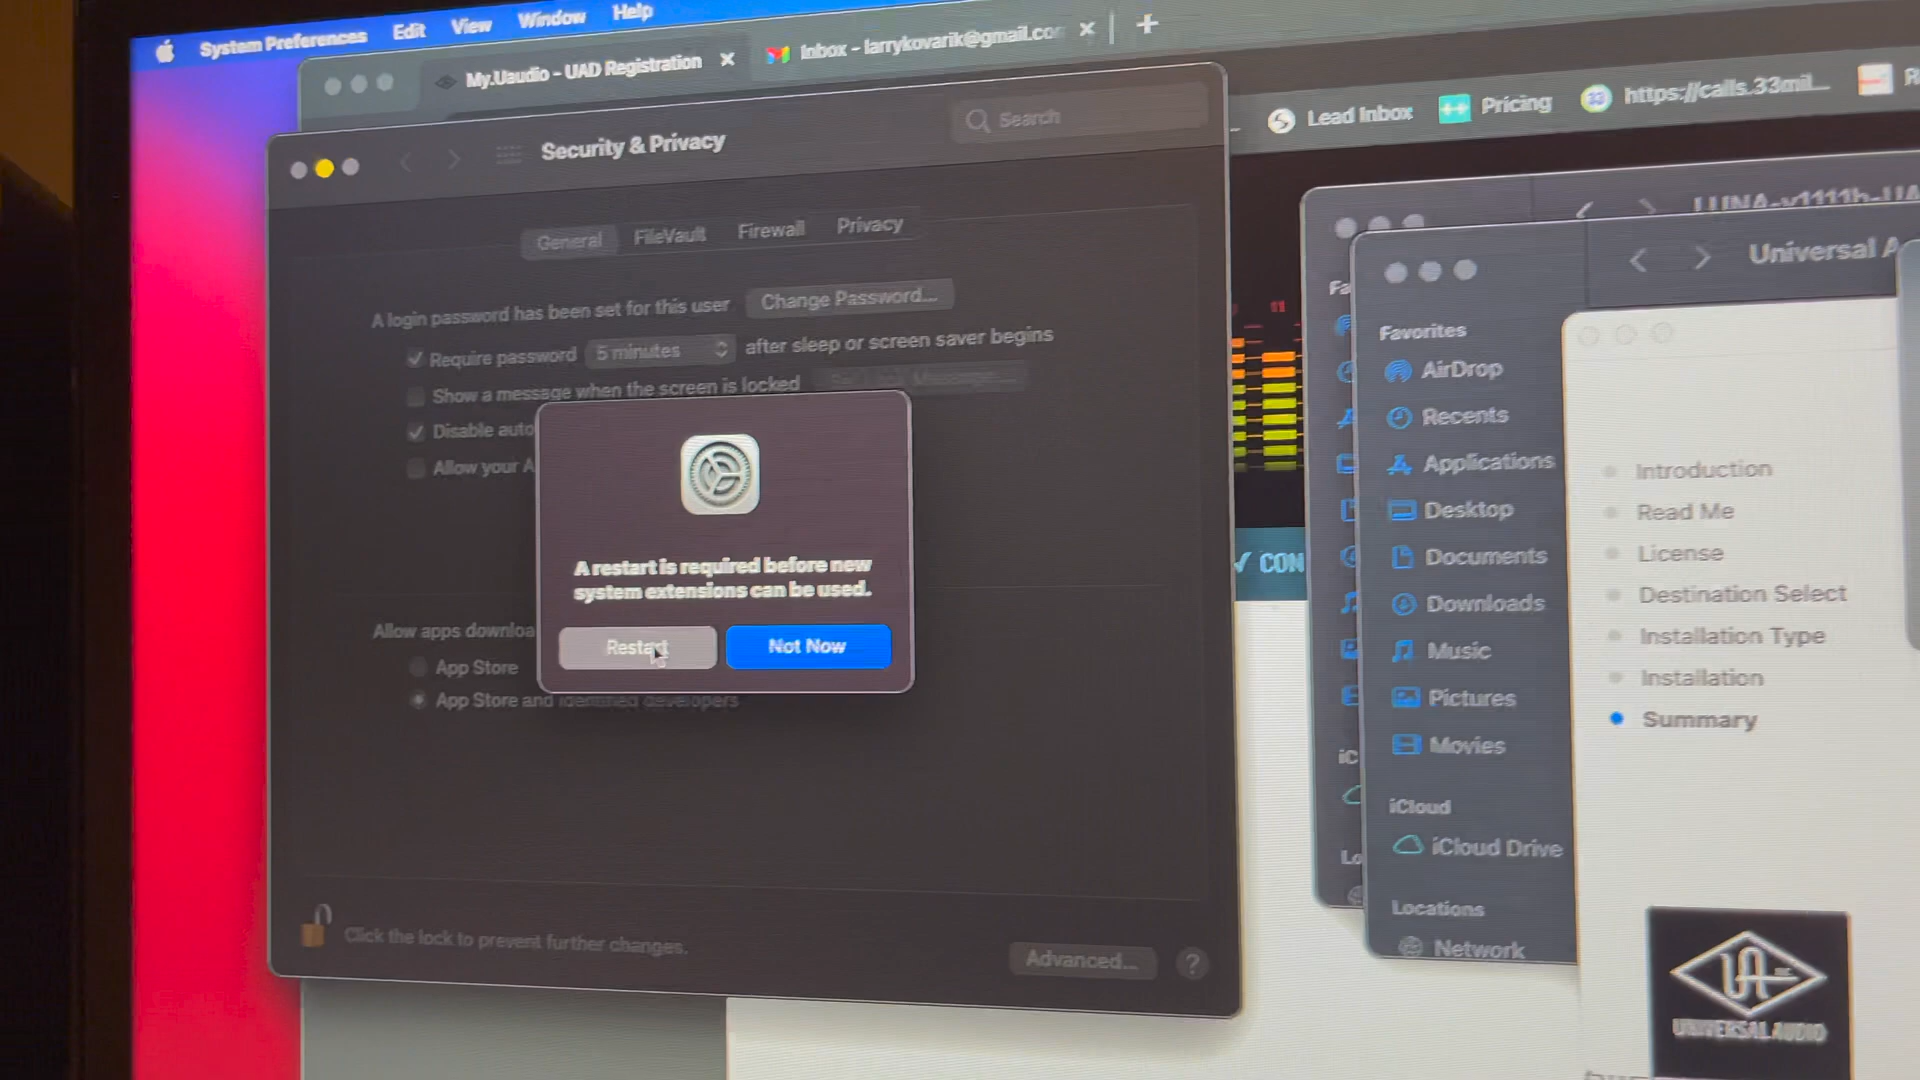 System Preferences Edit View Window Help
My.Uaudio - UAD Registration
Inbox - larrykovarik@gmail.co
Security & Privacy
Search
Lead Inbox
Pricing
https://calls.33mil...
General
FileVault
Firewall
Privacy
A login password has been set for this user
Change Password...
Require password
5 minutes
after sleep or screen saver begins
Show a message when the screen is locked
Disable auto
Allow your A
A restart is required before new
system extensions can be used.
Restart
Not Now
Allow apps downloa
App Store
App Store and identified developers
Click the lock to prevent further changes.
Advanced...
?
CON
LUNA-v1111h-UA
Universal A
Favorites
AirDrop
Recents
Applications
Desktop
Documents
Downloads
Music
Pictures
Movies
iCloud
iCloud Drive
Locations
Network
Introduction
Read Me
License
Destination Select
Installation Type
Installation
Summary
UA
UNIVERSAL AUDIO